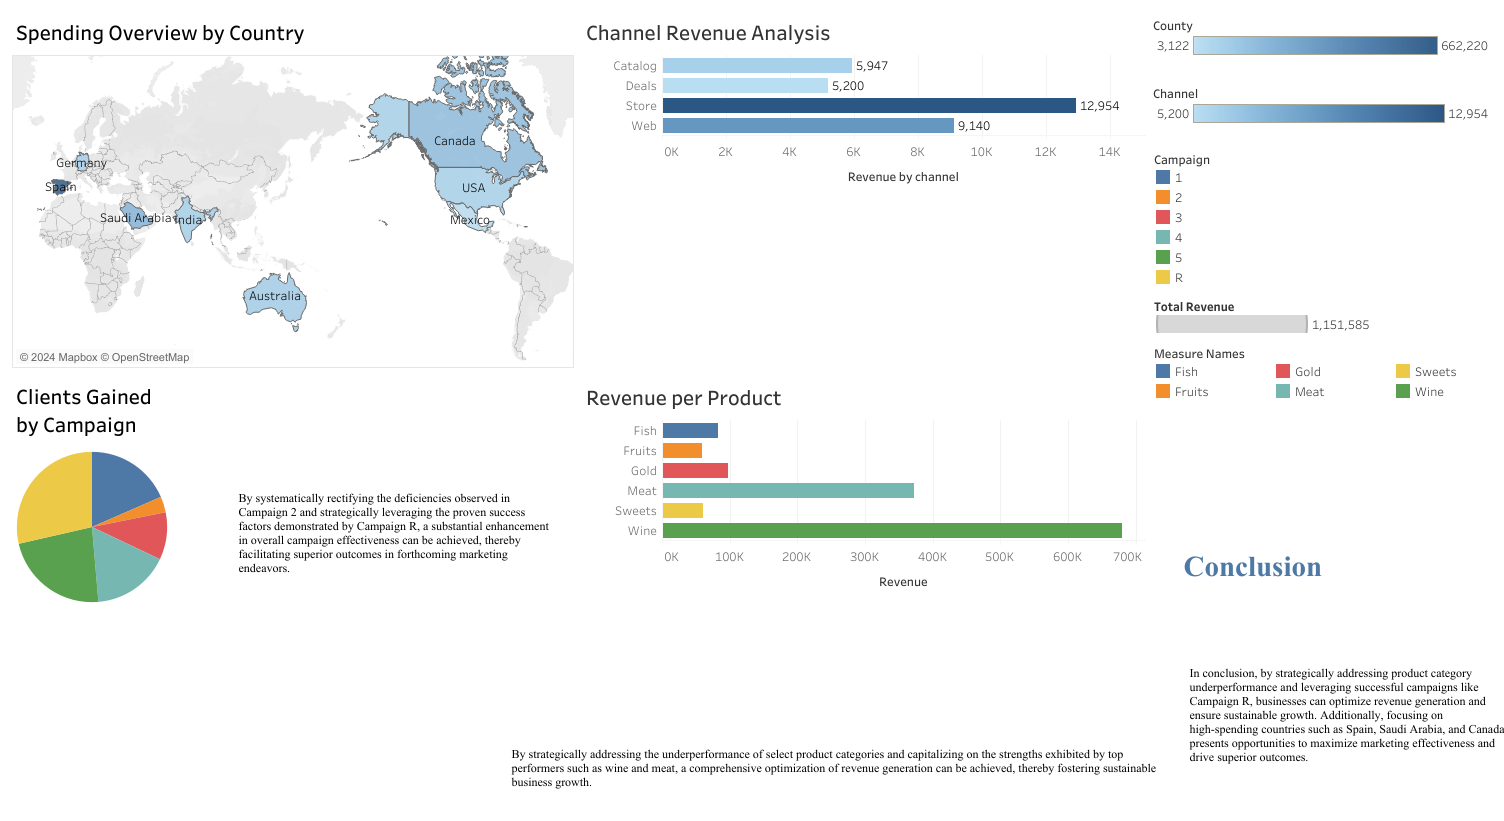 Spending Overview by Country
Germany
Spain
Saudi Arabia
India
Australia
Canada
USA
Mexico
© 2024 Mapbox © OpenStreetMap
Channel Revenue Analysis
Catalog 5,947
Deals 5,200
Store 12,954
Web 9,140
0K 2K 4K 6K 8K 10K 12K 14K
Revenue by channel
County
3,122 662,220
Channel
5,200 12,954
Campaign
1
2
3
4
5
R
Total Revenue
1,151,585
Measure Names
Fish Gold Sweets
Fruits Meat Wine
Clients Gained
by Campaign
By systematically rectifying the deficiencies observed in
Campaign 2 and strategically leveraging the proven success
factors demonstrated by Campaign R, a substantial enhancement
in overall campaign effectiveness can be achieved, thereby
facilitating superior outcomes in forthcoming marketing
endeavors.
Revenue per Product
Fish
Fruits
Gold
Meat
Sweets
Wine
0K 100K 200K 300K 400K 500K 600K 700K
Revenue
Conclusion
In conclusion, by strategically addressing product category
underperformance and leveraging successful campaigns like
Campaign R, businesses can optimize revenue generation and
ensure sustainable growth. Additionally, focusing on
high-spending countries such as Spain, Saudi Arabia, and Canada
presents opportunities to maximize marketing effectiveness and
drive superior outcomes.
By strategically addressing the underperformance of select product categories and capitalizing on the strengths exhibited by top
performers such as wine and meat, a comprehensive optimization of revenue generation can be achieved, thereby fostering sustainable
business growth.